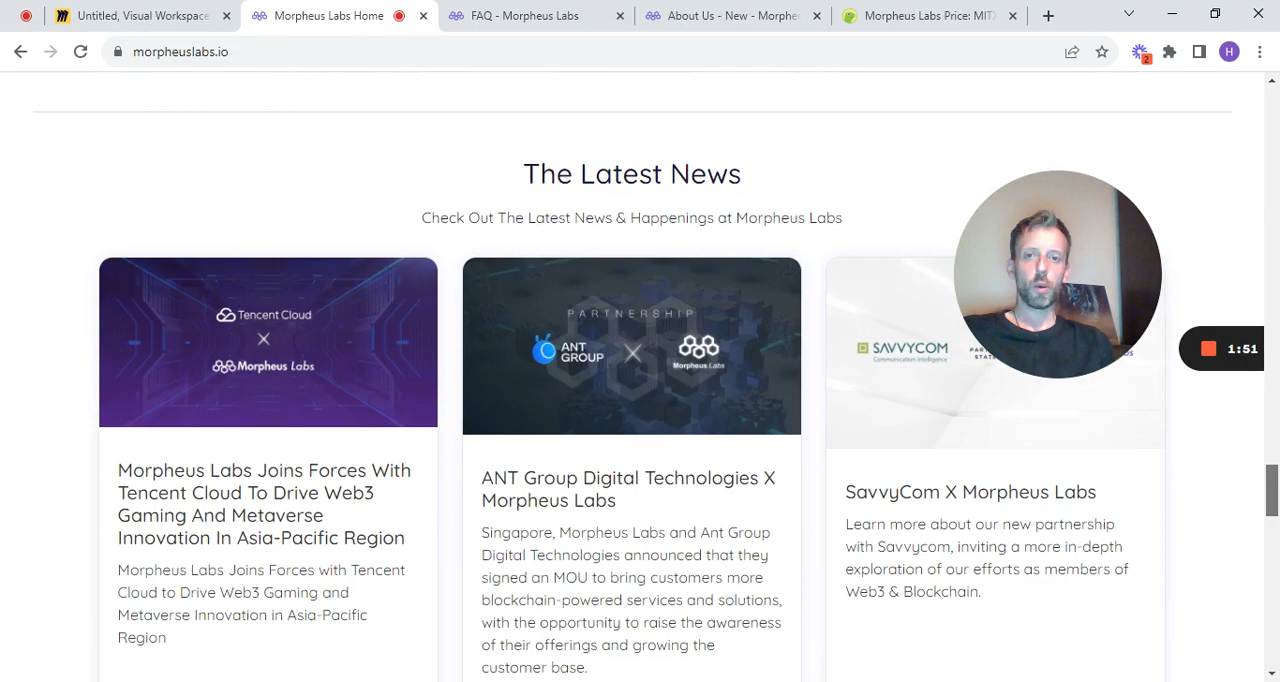 Untitled, Visual Workspace
Morpheus Labs Home
FAQ - Morpheus Labs
About Us - New - Morphe
Morpheus Labs Price: MITX
morpheuslabs.io
2
H
The Latest News
Check Out The Latest News & Happenings at Morpheus Labs
Tencent Cloud
Morpheus Labs
PARTNERSHIP
ANT
GROUP
Morpheus Labs
SAVVYCOM
Communication Intelligence
1:51
Morpheus Labs Joins Forces With
Tencent Cloud To Drive Web3
Gaming And Metaverse
Innovation In Asia-Pacific Region
Morpheus Labs Joins Forces with Tencent
Cloud to Drive Web3 Gaming and
Metaverse Innovation in Asia-Pacific
Region
ANT Group Digital Technologies X
Morpheus Labs
Singapore, Morpheus Labs and Ant Group
Digital Technologies announced that they
signed an MOU to bring customers more
blockchain-powered services and solutions,
with the opportunity to raise the awareness
of their offerings and growing the
customer base.
SavvyCom X Morpheus Labs
Learn more about our new partnership
with Savvycom, inviting a more in-depth
exploration of our efforts as members of
Web3 & Blockchain.